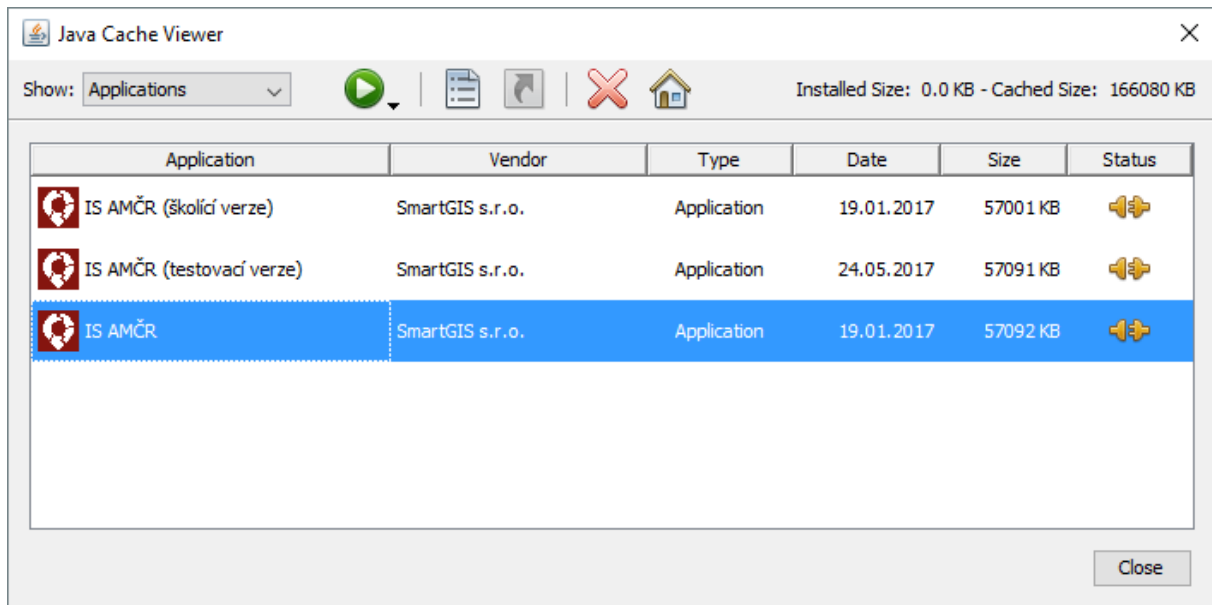 Java Cache Viewer
Show: Applications Installed Size: 0.0 KB - Cached Size: 166080 KB
Application Vendor Type Date Size Status
IS AMČR (školící verze) SmartGIS s.r.o. Application 19.01.2017 57001 KB
IS AMČR (testovací verze) SmartGIS s.r.o. Application 24.05.2017 57091 KB
IS AMČR SmartGIS s.r.o. Application 19.01.2017 57092 KB
Close